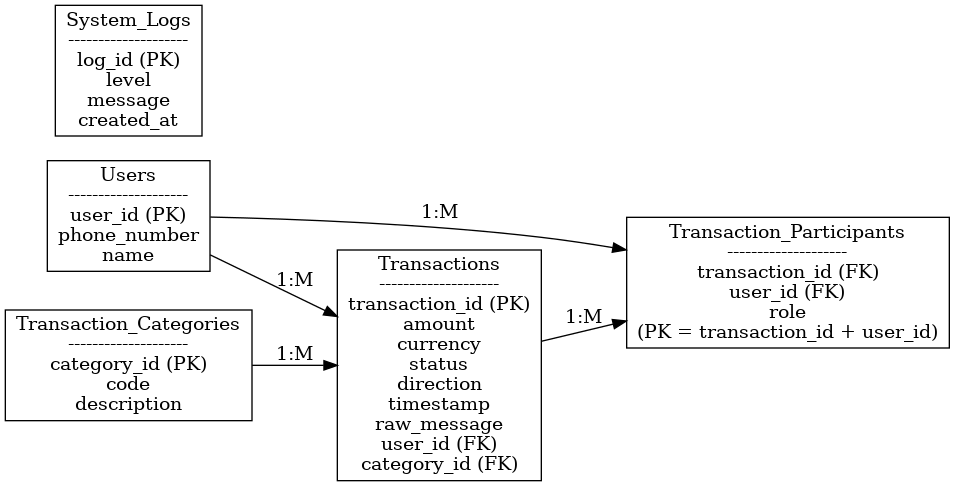 System_Logs
--------------------
log_id (PK)
level
message
created_at
Users
--------------------
user_id (PK)
phone_number
name
1:M
1:M
Transaction_Categories
--------------------
category_id (PK)
code
description
1:M
Transactions
--------------------
transaction_id (PK)
amount
currency
status
direction
timestamp
raw_message
user_id (FK)
category_id (FK)
1:M
Transaction_Participants
--------------------
transaction_id (FK)
user_id (FK)
role
(PK = transaction_id + user_id)